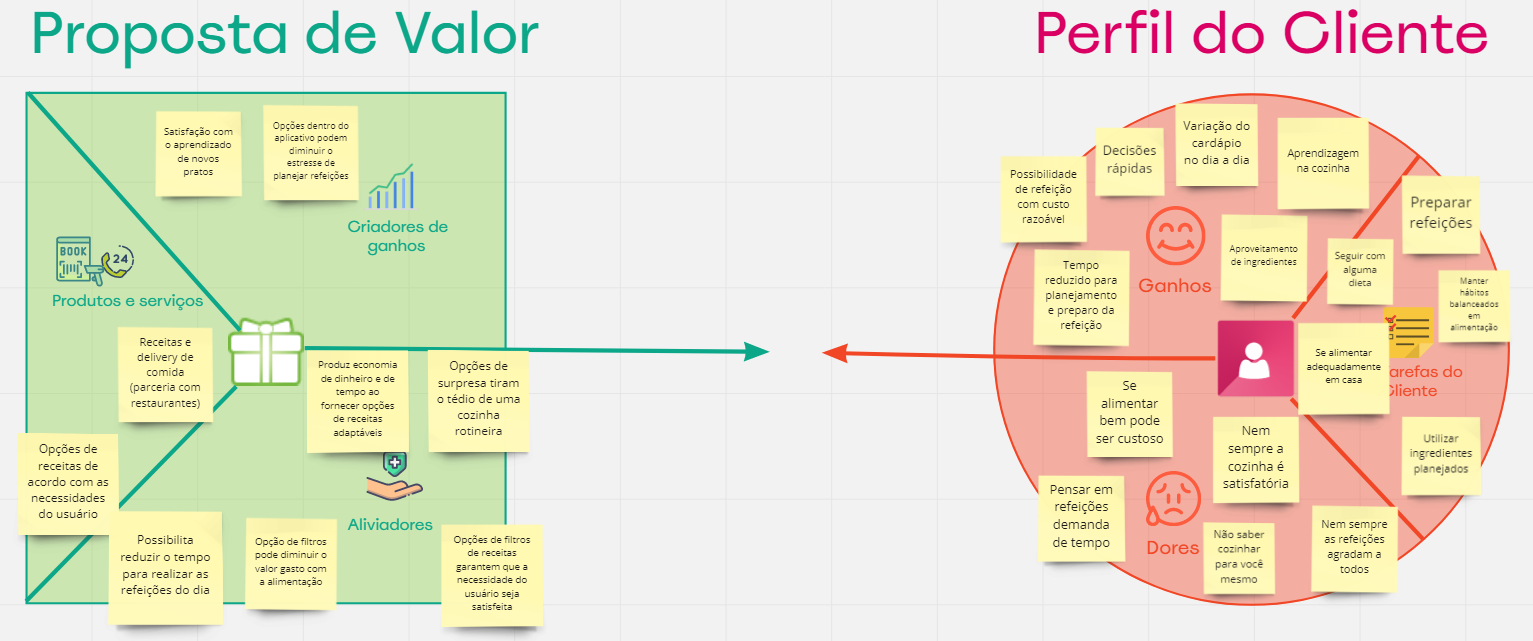 Proposta de Valor
Satisfação com
o aprendizado
de novos
pratos
Opções dentro do
aplicativo podem
diminuir o
estresse de
planejar refeições
Criadores de
ganhos
BOOK
24
Produtos e serviços
Receitas e
delivery de
comida
(parceria com
restaurantes)
Opções de
receitas de
acordo com as
necessidades
do usuário
Produz economia
de dinheiro e de
tempo ao
fornecer opções
de receitas
adaptáveis
Opções de
surpresa tiram
o tédio de uma
cozinha
rotineira
Aliviadores
Possibilita
reduzir o tempo
para realizar as
refeições do dia
Opção de filtros
pode diminuir o
valor gasto com
a alimentação
Opções de filtros
de receitas
garantem que a
necessidade do
usuário seja
satisfeita
Perfil do Cliente
Possibilidade
de refeição
com custo
razoável
Decisões
rápidas
Variação do
cardápio
no dia a dia
Aprendizagem
na cozinha
Tempo
reduzido para
planejamento
e preparo da
refeição
Ganhos
Aproveitamento
de ingredientes
Preparar
refeições
Seguir com
alguma
dieta
Manter
hábitos
balanceados
em
alimentação
Se alimentar
adequadamente
em casa
arefas do
liente
Utilizar
ingredientes
planejados
Se
alimentar
bem pode
ser custoso
Nem
sempre a
cozinha é
satisfatória
Pensar em
refeições
demanda
de tempo
Dores
Não saber
cozinhar
para você
mesmo
Nem sempre
as refeições
agradam a
todos